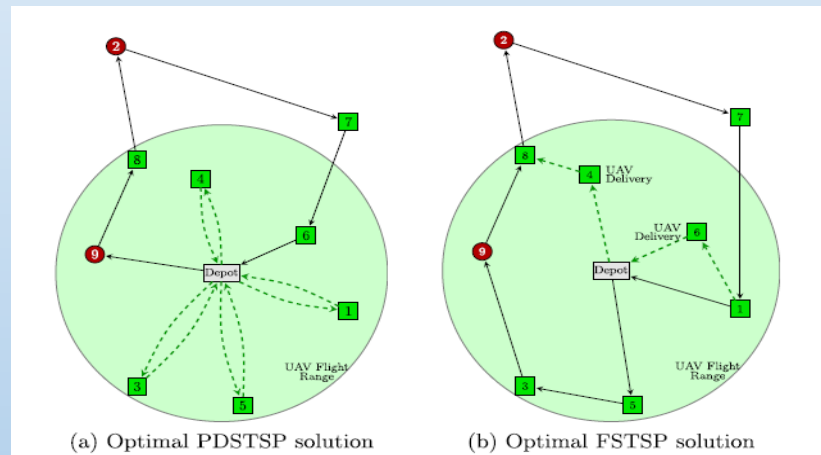 2
7
8
4
6
9
Depot
1
UAV Flight
Range
3
5
(a) Optimal PDSTSP solution
2
7
8
4
UAV
Delivery
UAV
Delivery
6
9
Depot
1
UAV Flight
Range
3
5
(b) Optimal FSTSP solution